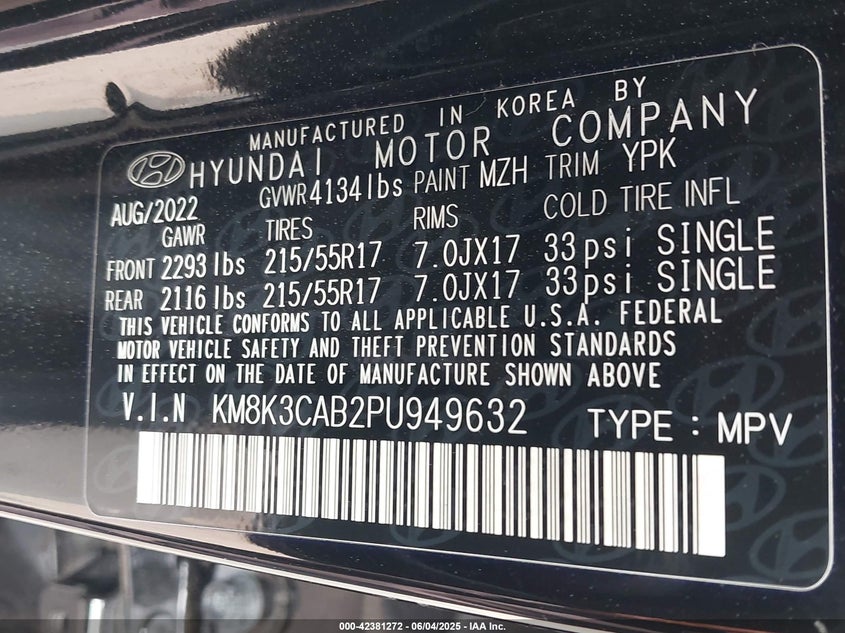 MANUFACTURED IN KOREA BY
HYUNDAI MOTOR COMPANY
AUG/2022 GVWR 4134lbs PAINT MZH TRIM YPK
GAWR TIRES RIMS COLD TIRE INFL
FRONT 2293 lbs 215/55R17 7.0JX17 33psi SINGLE
REAR 2116 lbs 215/55R17 7.0JX17 33psi SINGLE
THIS VEHICLE CONFORMS TO ALL APPLICABLE U.S.A. FEDERAL
MOTOR VEHICLE SAFETY AND THEFT PREVENTION STANDARDS
IN EFFECT ON THE DATE OF MANUFACTURE SHOWN ABOVE
V.I.N KM8K3CAB2PU949632 TYPE : MPV
000-42381272 - 06/04/2025 - IAA Inc.